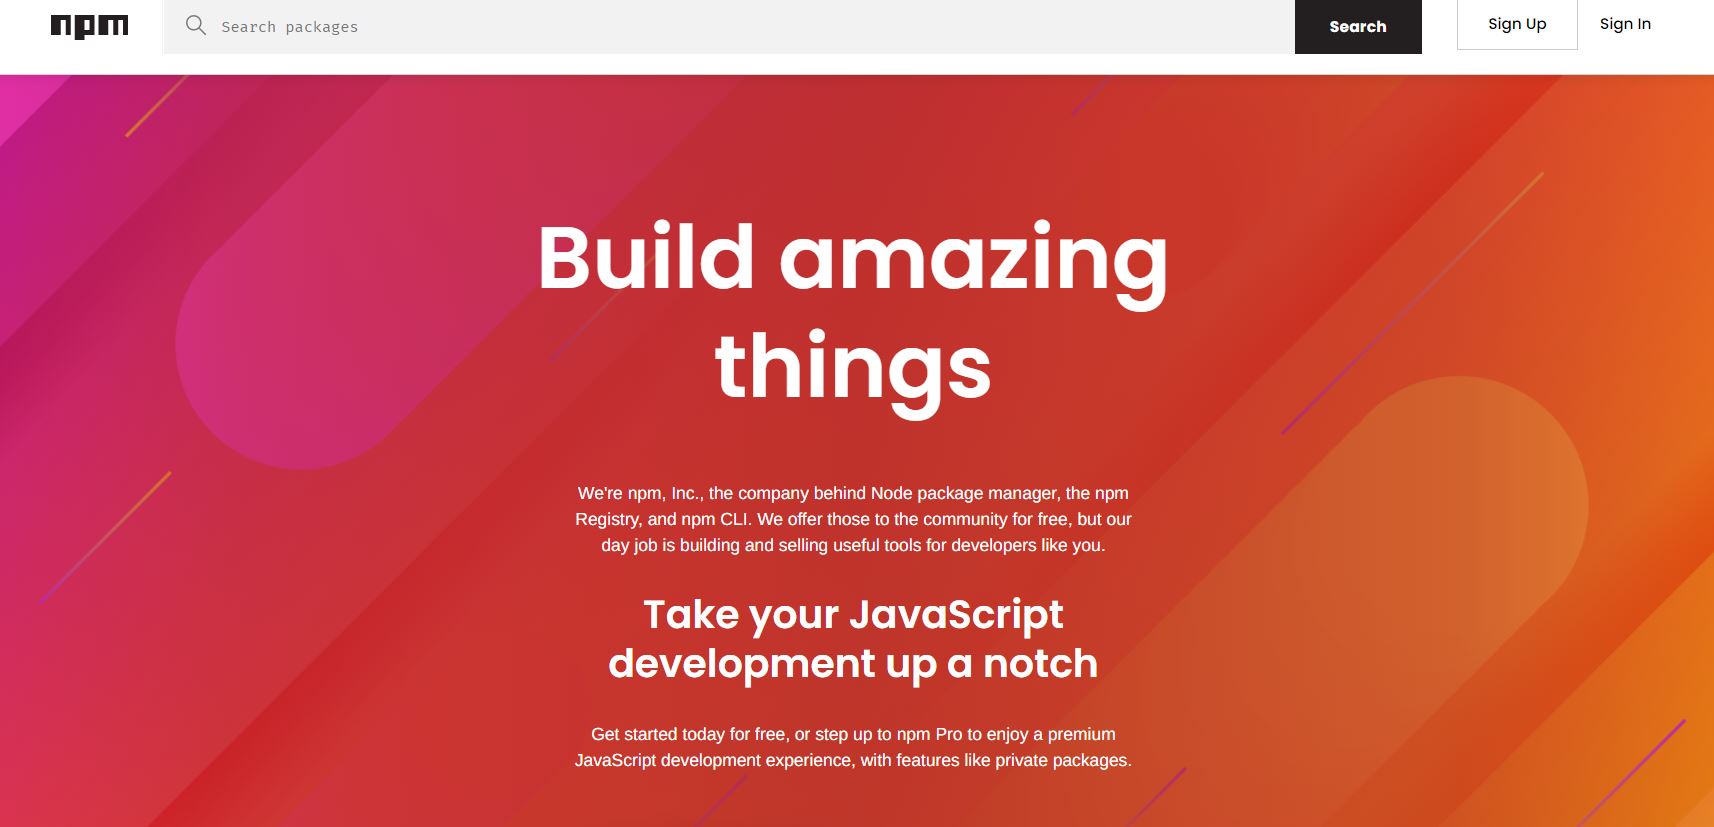 npm
Search packages
Search
Sign Up
Sign In
Build amazing
things
We're npm, Inc., the company behind Node package manager, the npm
Registry, and npm CLI. We offer those to the community for free, but our
day job is building and selling useful tools for developers like you.
Take your JavaScript
development up a notch
Get started today for free, or step up to npm Pro to enjoy a premium
JavaScript development experience, with features like private packages.